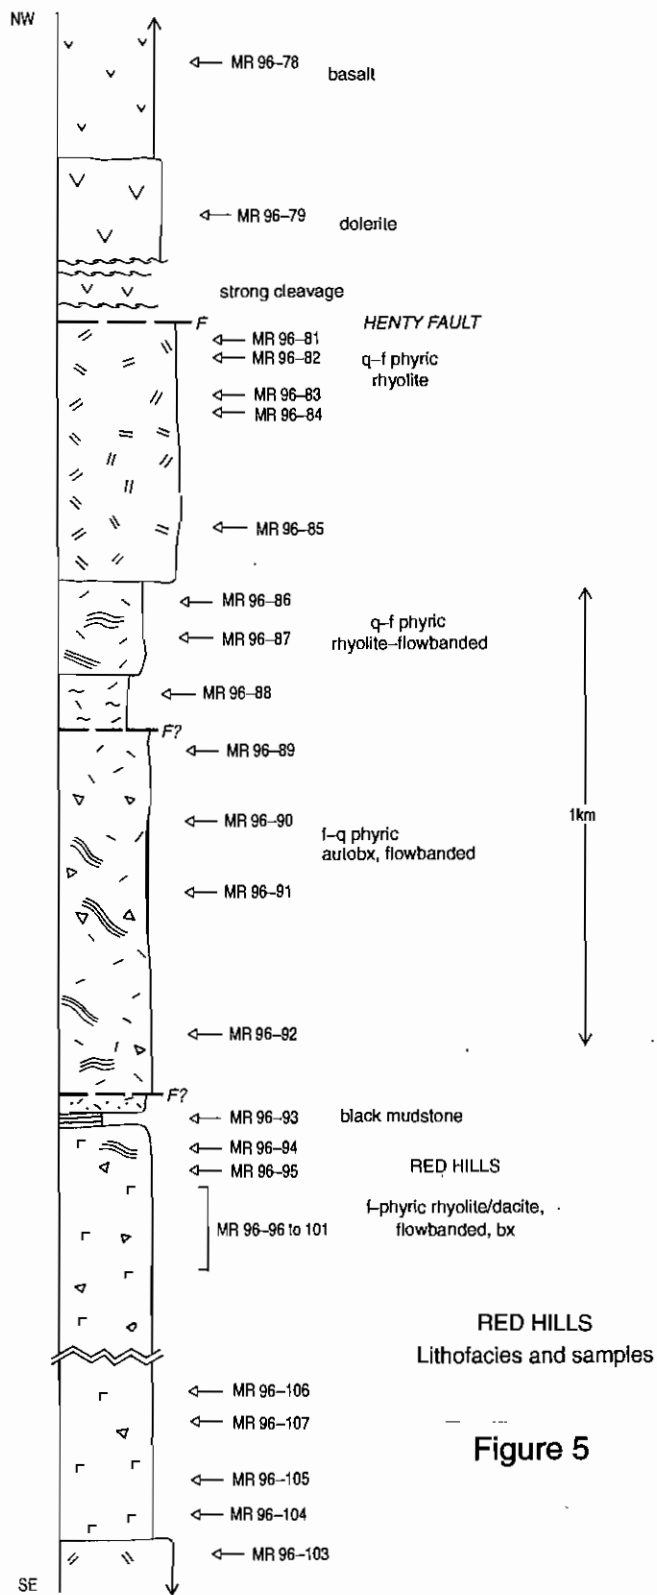 NW
MR 96-78
basalt
MR 96-79
dolerite
strong cleavage
F
HENTY FAULT
MR 96-81
MR 96-82
q-f phyric
rhyolite
MR 96-83
MR 96-84
MR 96-85
MR 96-86
q-f phyric
rhyolite-flowbanded
MR 96-87
MR 96-88
F?
MR 96-89
1km
MR 96-90
f-q phyric
autobx, flowbanded
MR 96-91
MR 96-92
F?
MR 96-93
black mudstone
MR 96-94
MR 96-95
RED HILLS
MR 96-96 to 101
f-phyric rhyolite/dacite,
flowbanded, bx
RED HILLS
Lithofacies and samples
MR 96-106
MR 96-107
Figure 5
MR 96-105
MR 96-104
MR 96-103
SE